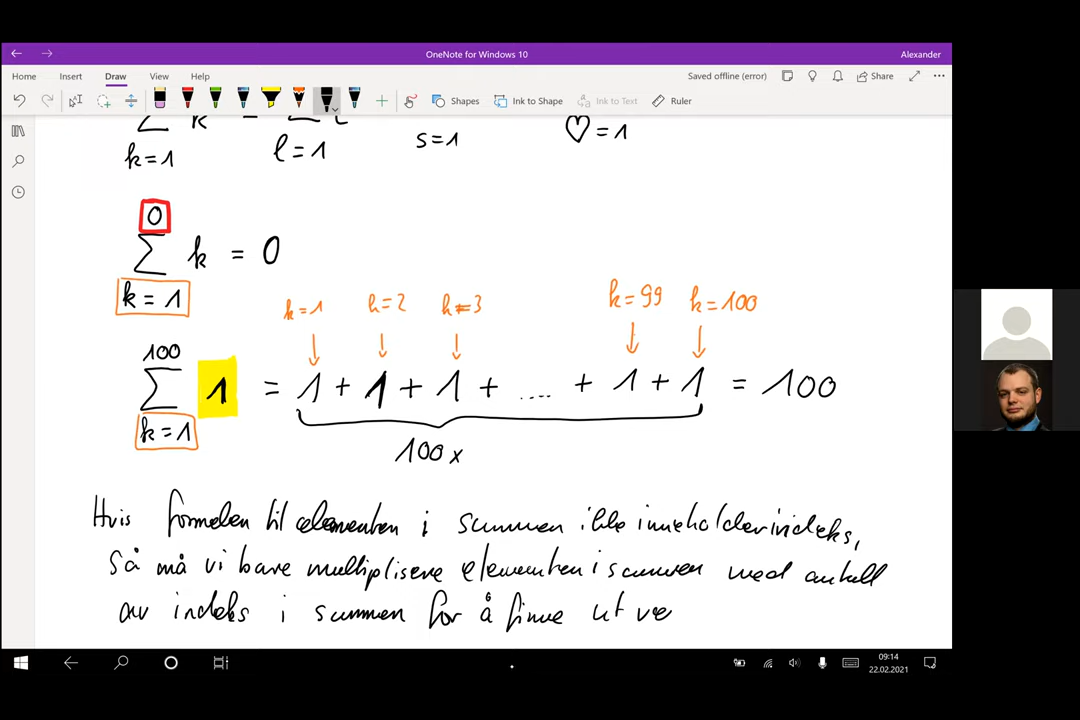 OneNote for Windows 10
Alexander
Home Insert Draw View Help
Saved offline (error) Share
Shapes Ink to Shape Ink to Text Ruler
k
k=1 l=1 s=1 ♡=1
0
∑ k = 0
k=1
k=1 k=2 k=3 k=99 k=100
100
∑ 1 = 1 + 1 + 1 + .... + 1 + 1 = 100
k=1
100 x
Hvis formelen til elementen i summen ikke inneholder indeks,
så må vi bare multiplisere elementen i summen med antall
av indeks i summen for å finne ut ve
09:14
22.02.2021